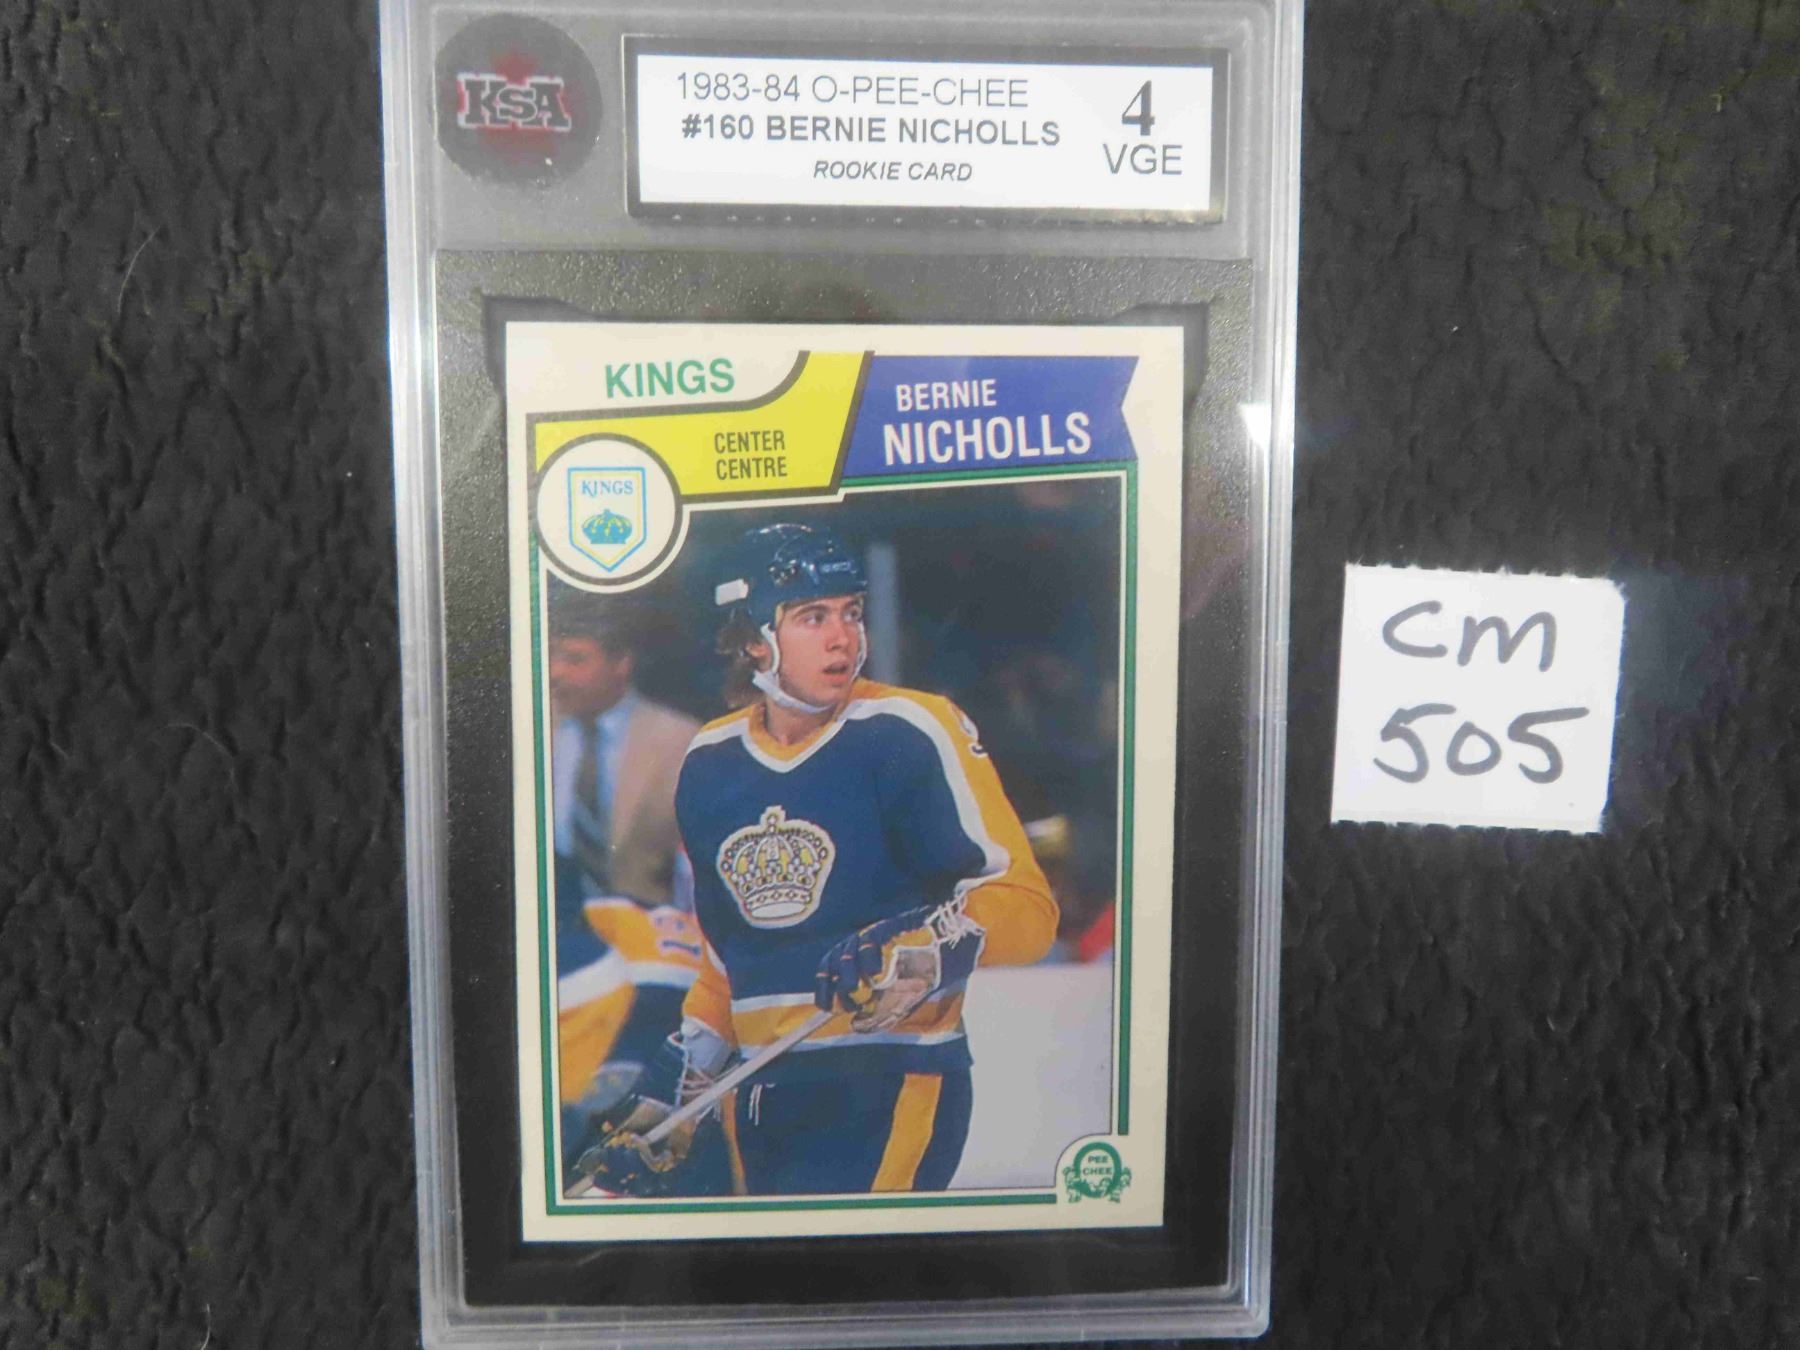 KSA
1983-84 O-PEE-CHEE
#160 BERNIE NICHOLLS
ROOKIE CARD
4
VGE
KINGS
BERNIE
NICHOLLS
CENTER
CENTRE
KINGS
PEE
CHEE
CM
505